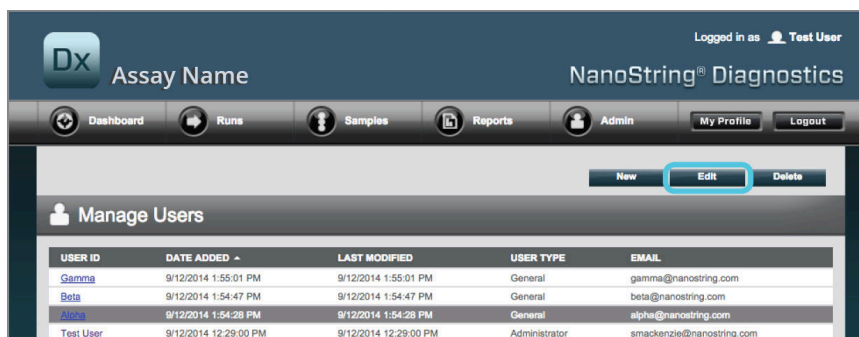 Logged in as Test User
Dx Assay Name
NanoString® Diagnostics
Dashboard Runs Samples Reports Admin My Profile Logout
New Edit Delete
Manage Users
USER ID DATE ADDED LAST MODIFIED USER TYPE EMAIL
Gamma 9/12/2014 1:55:01 PM 9/12/2014 1:55:01 PM General gamma@nanostring.com
Beta 9/12/2014 1:54:47 PM 9/12/2014 1:54:47 PM General beta@nanostring.com
Alpha 9/12/2014 1:54:28 PM 9/12/2014 1:54:28 PM General alpha@nanostring.com
Test User 9/12/2014 12:29:00 PM 9/12/2014 12:29:00 PM Administrator smackenzie@nanostring.com